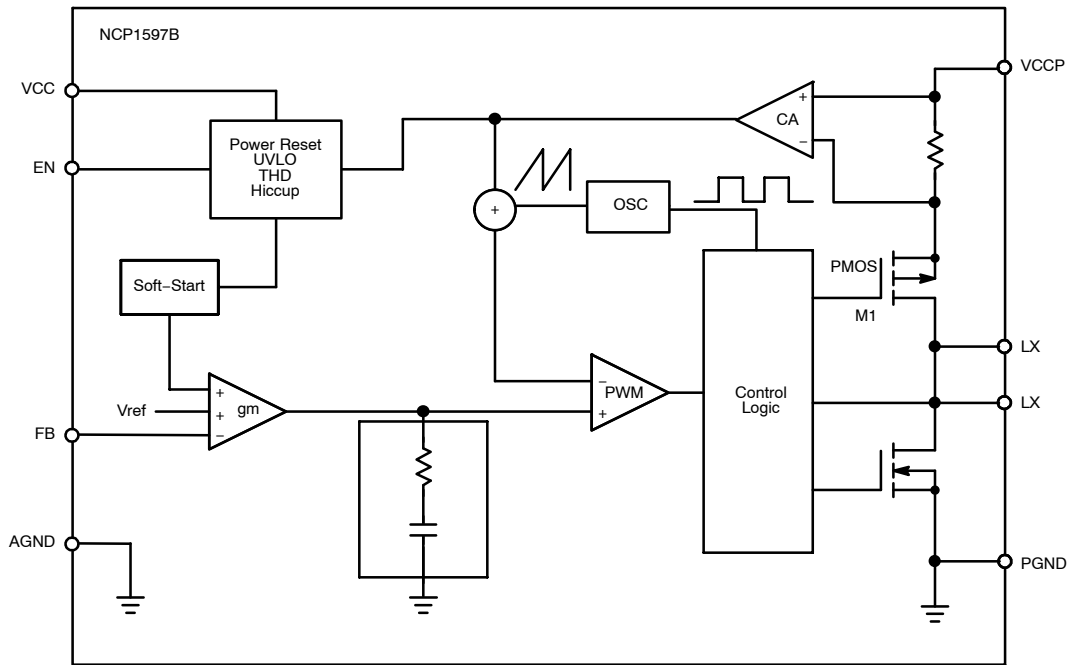 NCP1597B
VCC
VCCP
+
CA
−
Power Reset
UVLO
THD
Hiccup
EN
+
OSC
Soft−Start
PMOS
M1
LX
+
Vref
+
gm
−
FB
−
PWM
+
Control
Logic
LX
AGND
PGND